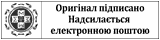 Оригінал підписано
Надсилається
електронною поштою